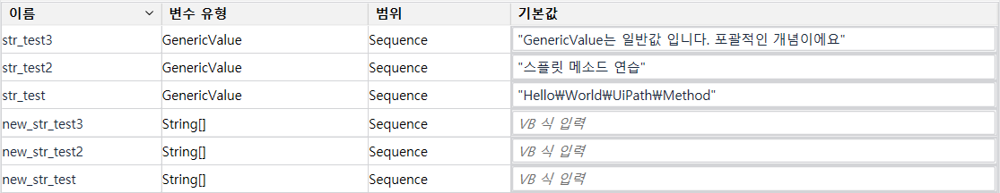 이름 변수 유형 범위 기본값
str_test3 GenericValue Sequence "GenericValue는 일반값 입니다. 포괄적인 개념이에요"
str_test2 GenericValue Sequence "스플릿 메소드 연습"
str_test GenericValue Sequence "Hello₩World₩UiPath₩Method"
new_str_test3 String[] Sequence VB 식 입력
new_str_test2 String[] Sequence VB 식 입력
new_str_test String[] Sequence VB 식 입력